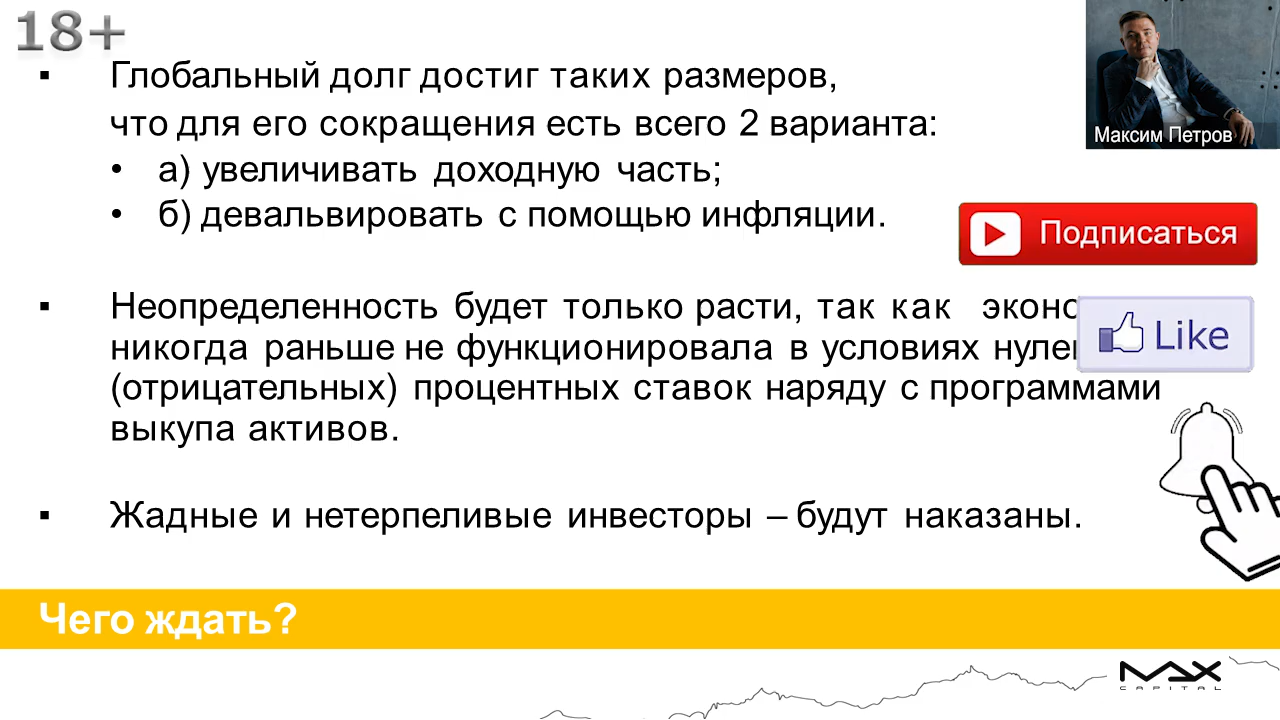 18+
Глобальный долг достиг таких размеров,
что для его сокращения есть всего 2 варианта:
а) увеличивать доходную часть;
б) девальвировать с помощью инфляции.
Неопределенность будет только расти, так как
никогда раньше не функционировала в условиях
(отрицательных) процентных ставок наряду с программами
выкупа активов.
Жадные и нетерпеливые инвесторы – будут наказаны.
Максим Петров
Подписаться
Like
Чего ждать?
MAX
CAPITAL